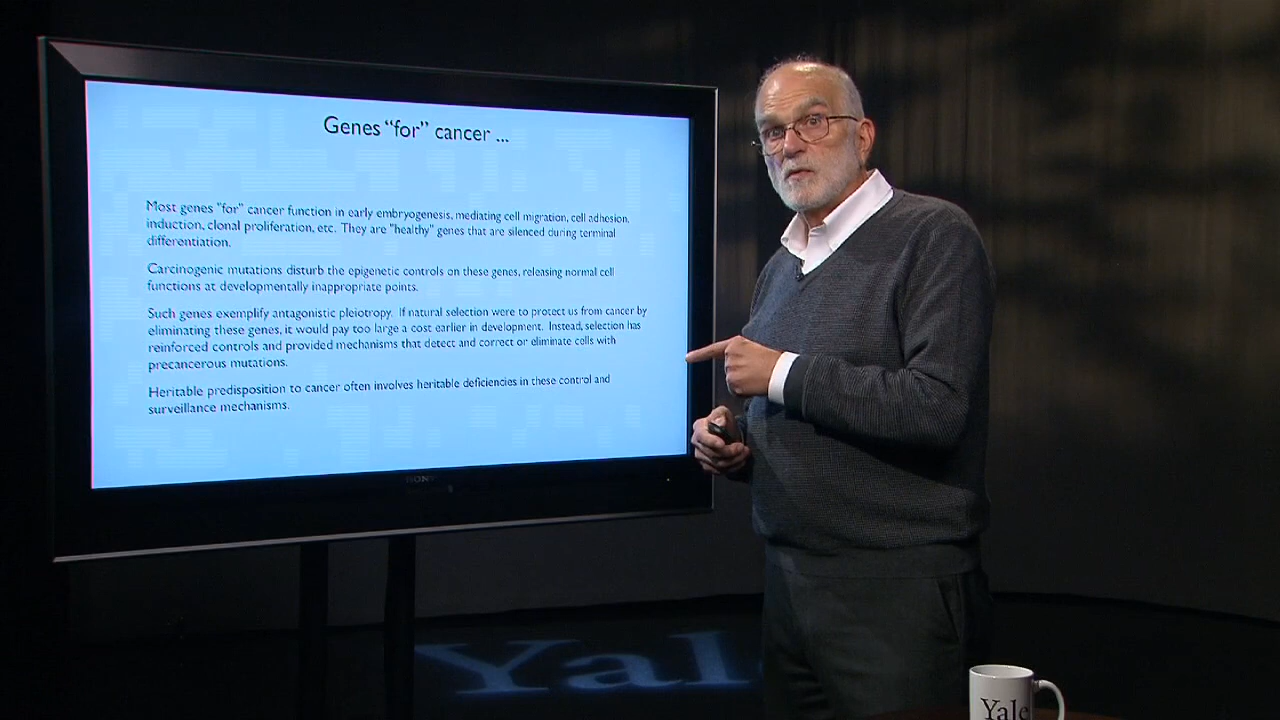 Genes “for” cancer ...
Most genes "for" cancer function in early embryogenesis, mediating cell migration, cell adhesion,
induction, clonal proliferation, etc. They are "healthy" genes that are silenced during terminal
differentiation.
Carcinogenic mutations disturb the epigenetic controls on these genes, releasing normal cell
functions at developmentally inappropriate points.
Such genes exemplify antagonistic pleiotropy. If natural selection were to protect us from cancer by
eliminating these genes, it would pay too large a cost earlier in development. Instead, selection has
reinforced controls and provided mechanisms that detect and correct or eliminate cells with
precancerous mutations.
Heritable predisposition to cancer often involves heritable deficiencies in these control and
surveillance mechanisms.
SONY
Yale
Yale